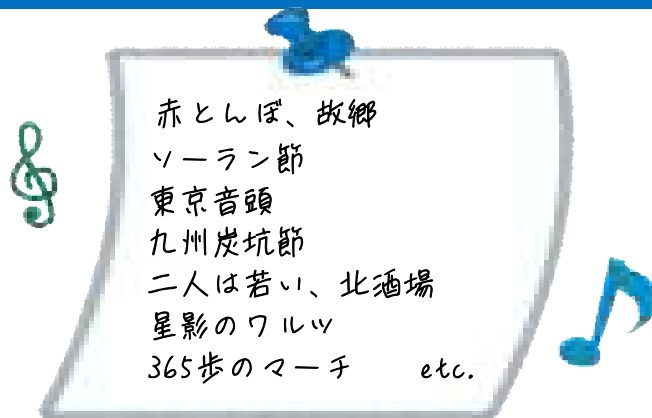 赤とんぼ、故郷
ソーラン節
東京音頭
九州炭坑節
二人は若い、北酒場
星影のワルツ
365歩のマーチ　　etc.